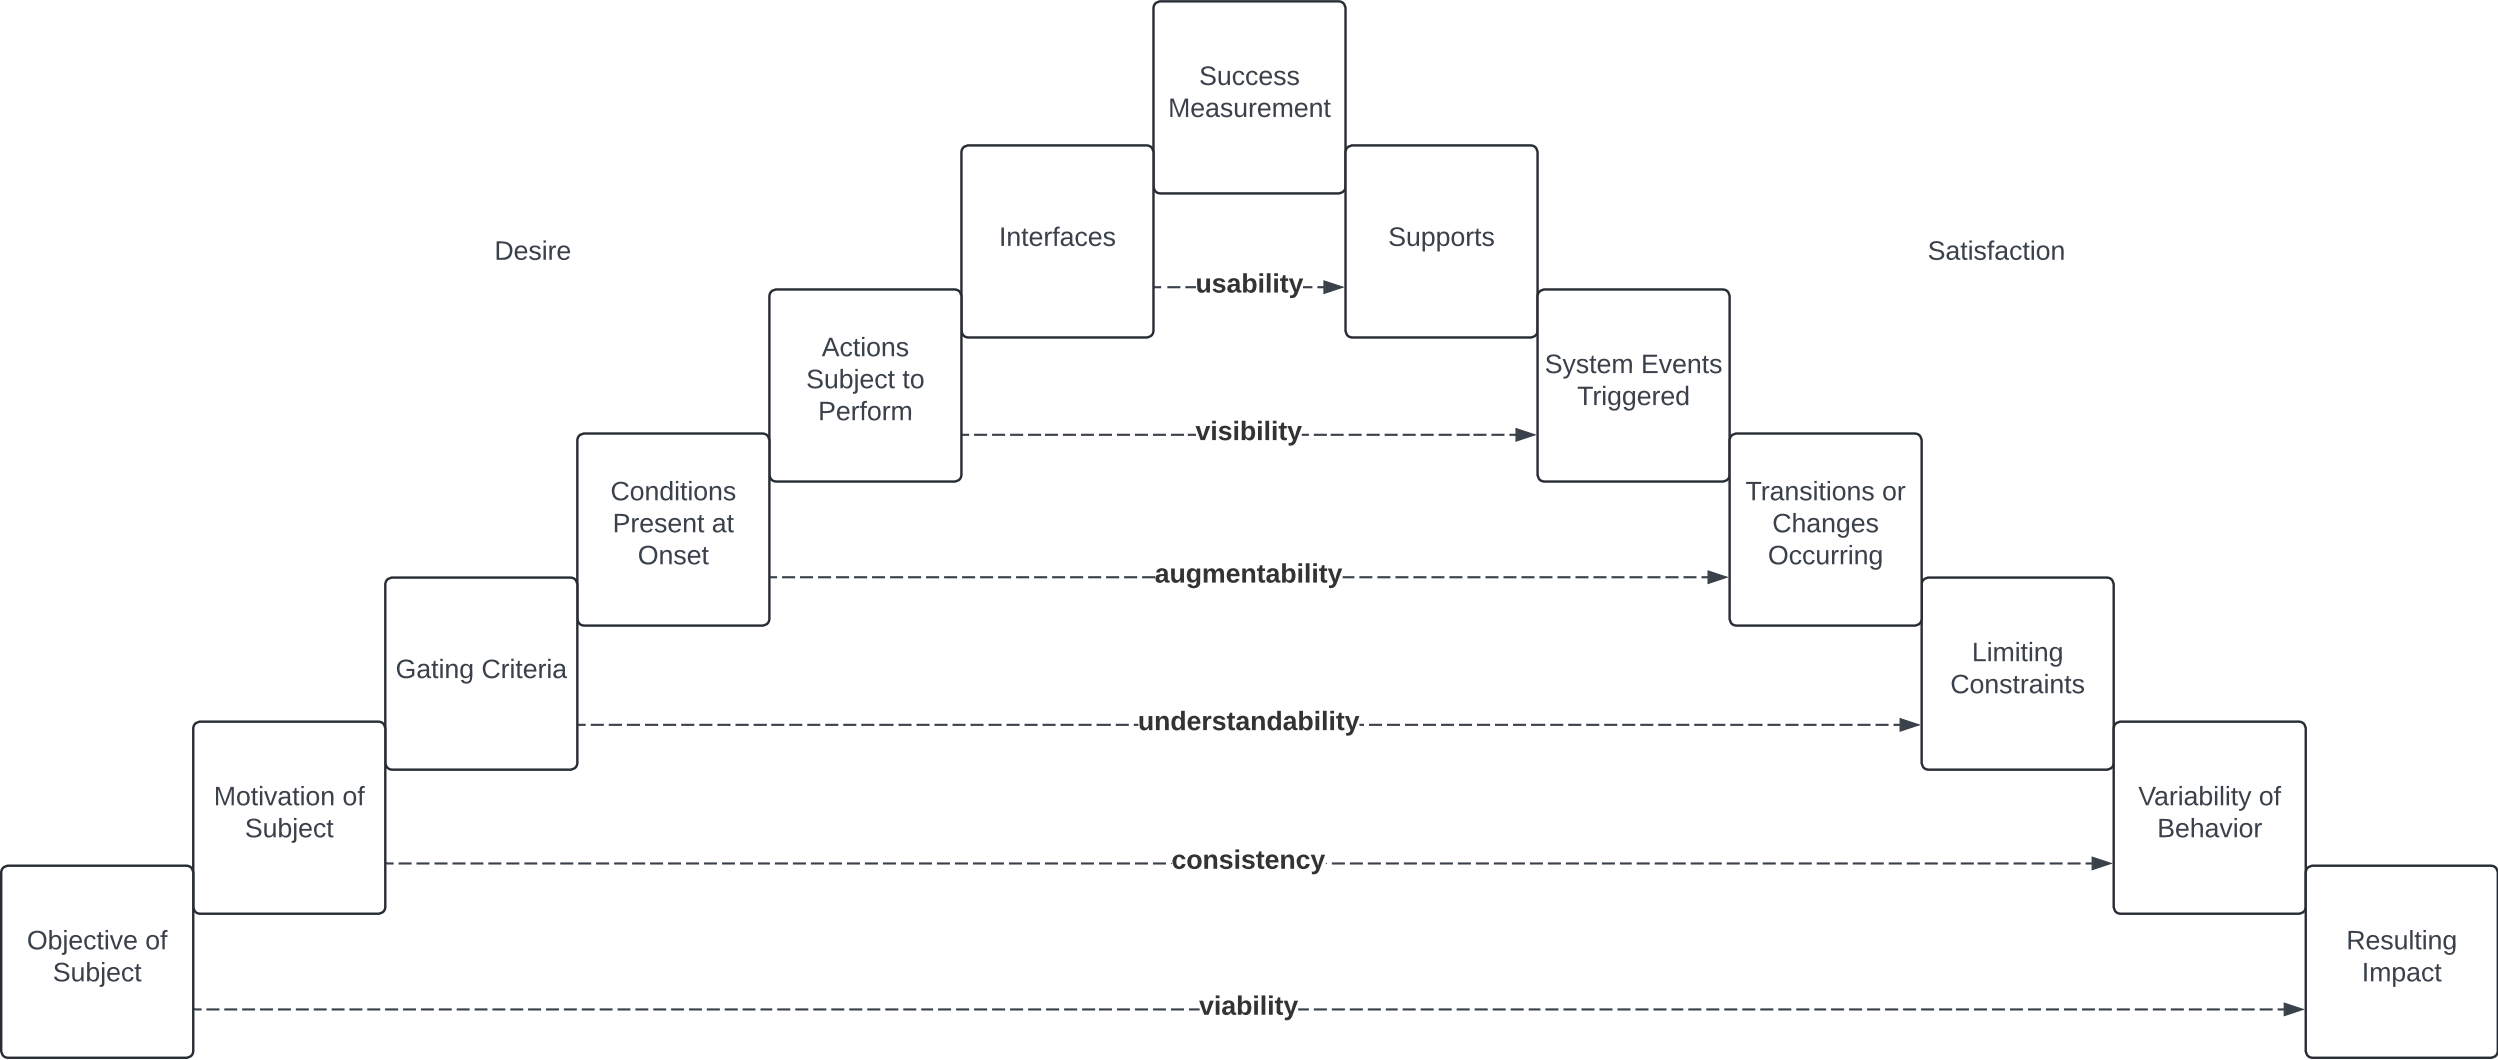 Success
Measurement
Interfaces
Supports
Desire
Satisfaction
usability
Actions
Subject to
Perform
System Events
Triggered
visibility
Conditions
Present at
Onset
Transitions or
Changes
Occurring
augmentability
Gating Criteria
Limiting
Constraints
understandability
Motivation of
Subject
Variability of
Behavior
consistency
Objective of
Subject
Resulting
Impact
viability